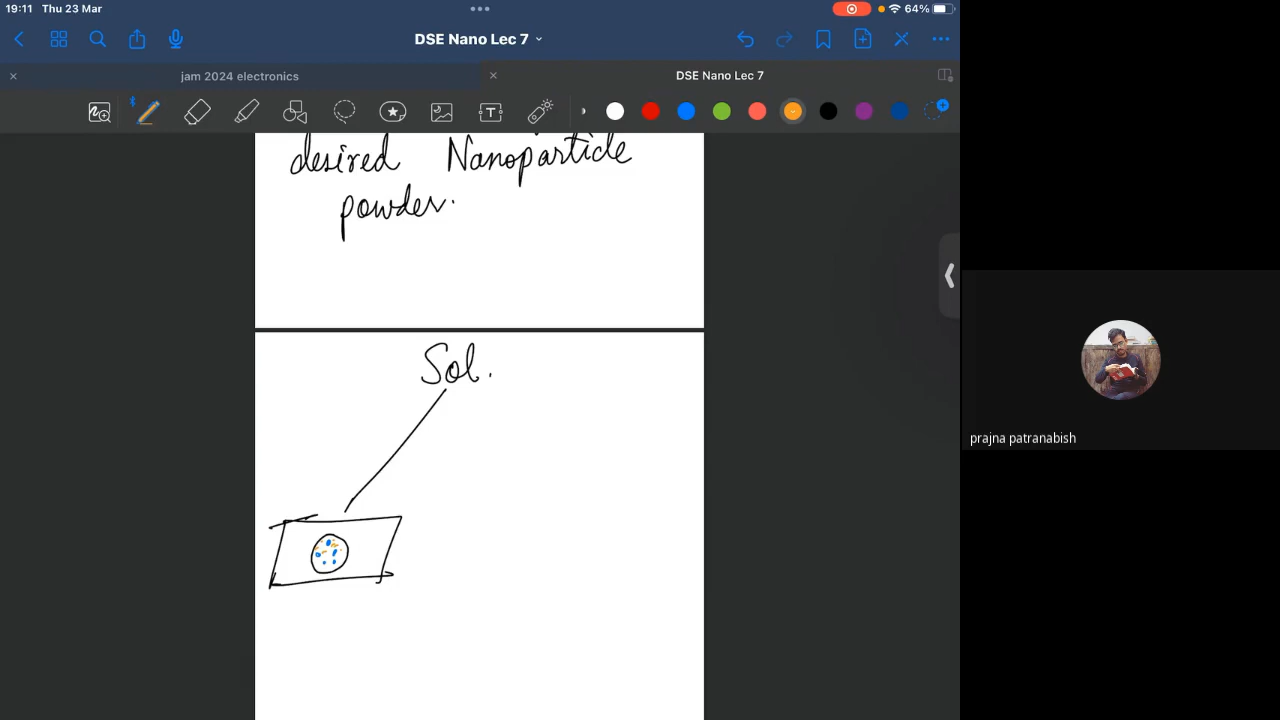 19:11 Thu 23 Mar
64%
DSE Nano Lec 7
jam 2024 electronics
DSE Nano Lec 7
T
desired Nanoparticle
powder.
Sol.
prajna patranabish